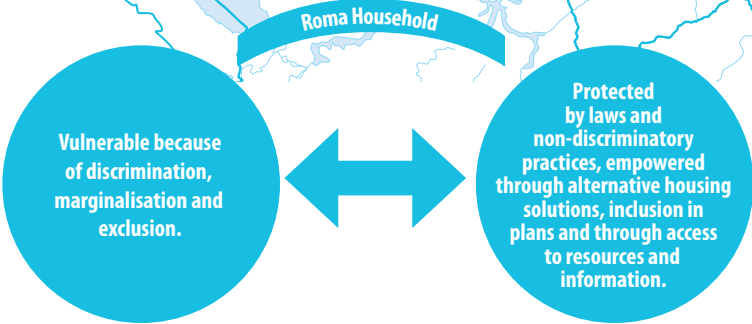 Roma Household
Vulnerable because
of discrimination,
marginalisation and
exclusion.
Protected
by laws and
non-discriminatory
practices, empowered
through alternative housing
solutions, inclusion in
plans and through access
to resources and
information.